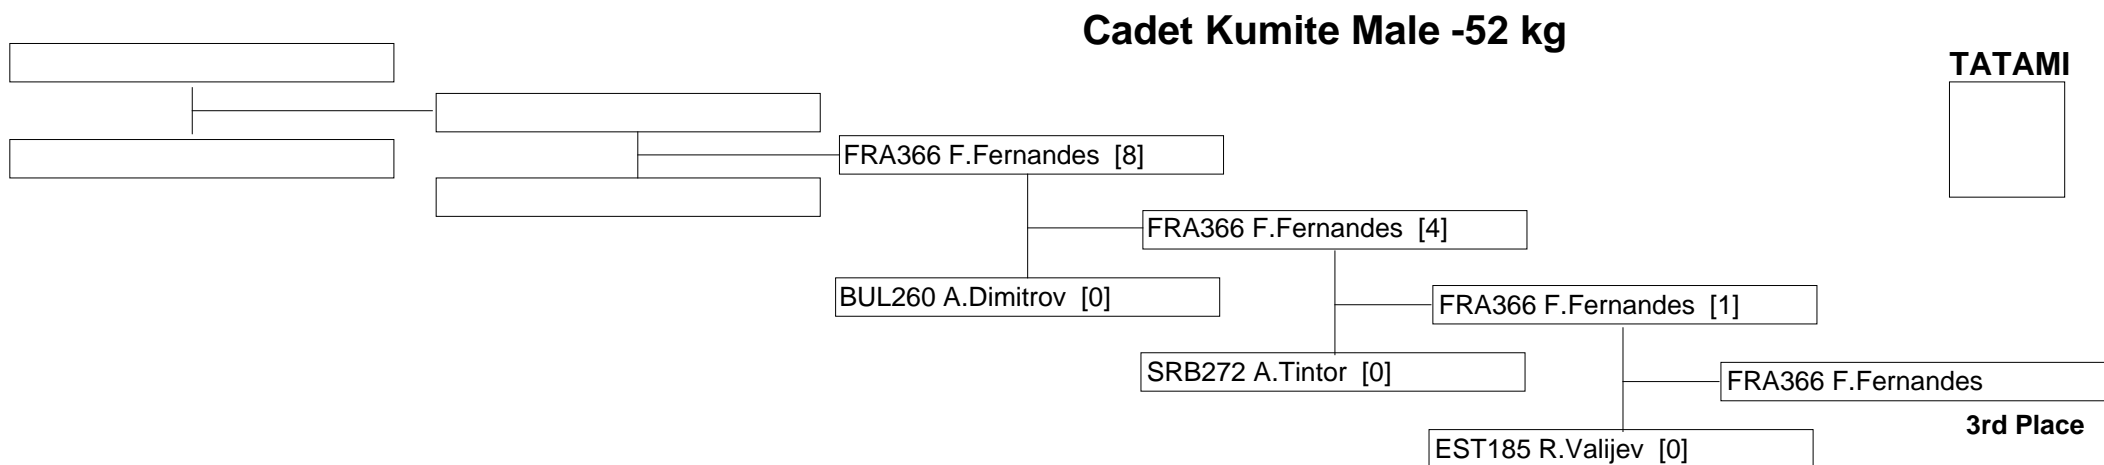 Cadet Kumite Male -52 kg
TATAMI
FRA366 F.Fernandes [8]
FRA366 F.Fernandes [4]
BUL260 A.Dimitrov [0]
FRA366 F.Fernandes [1]
SRB272 A.Tintor [0]
FRA366 F.Fernandes
3rd Place
EST185 R.Valijev [0]